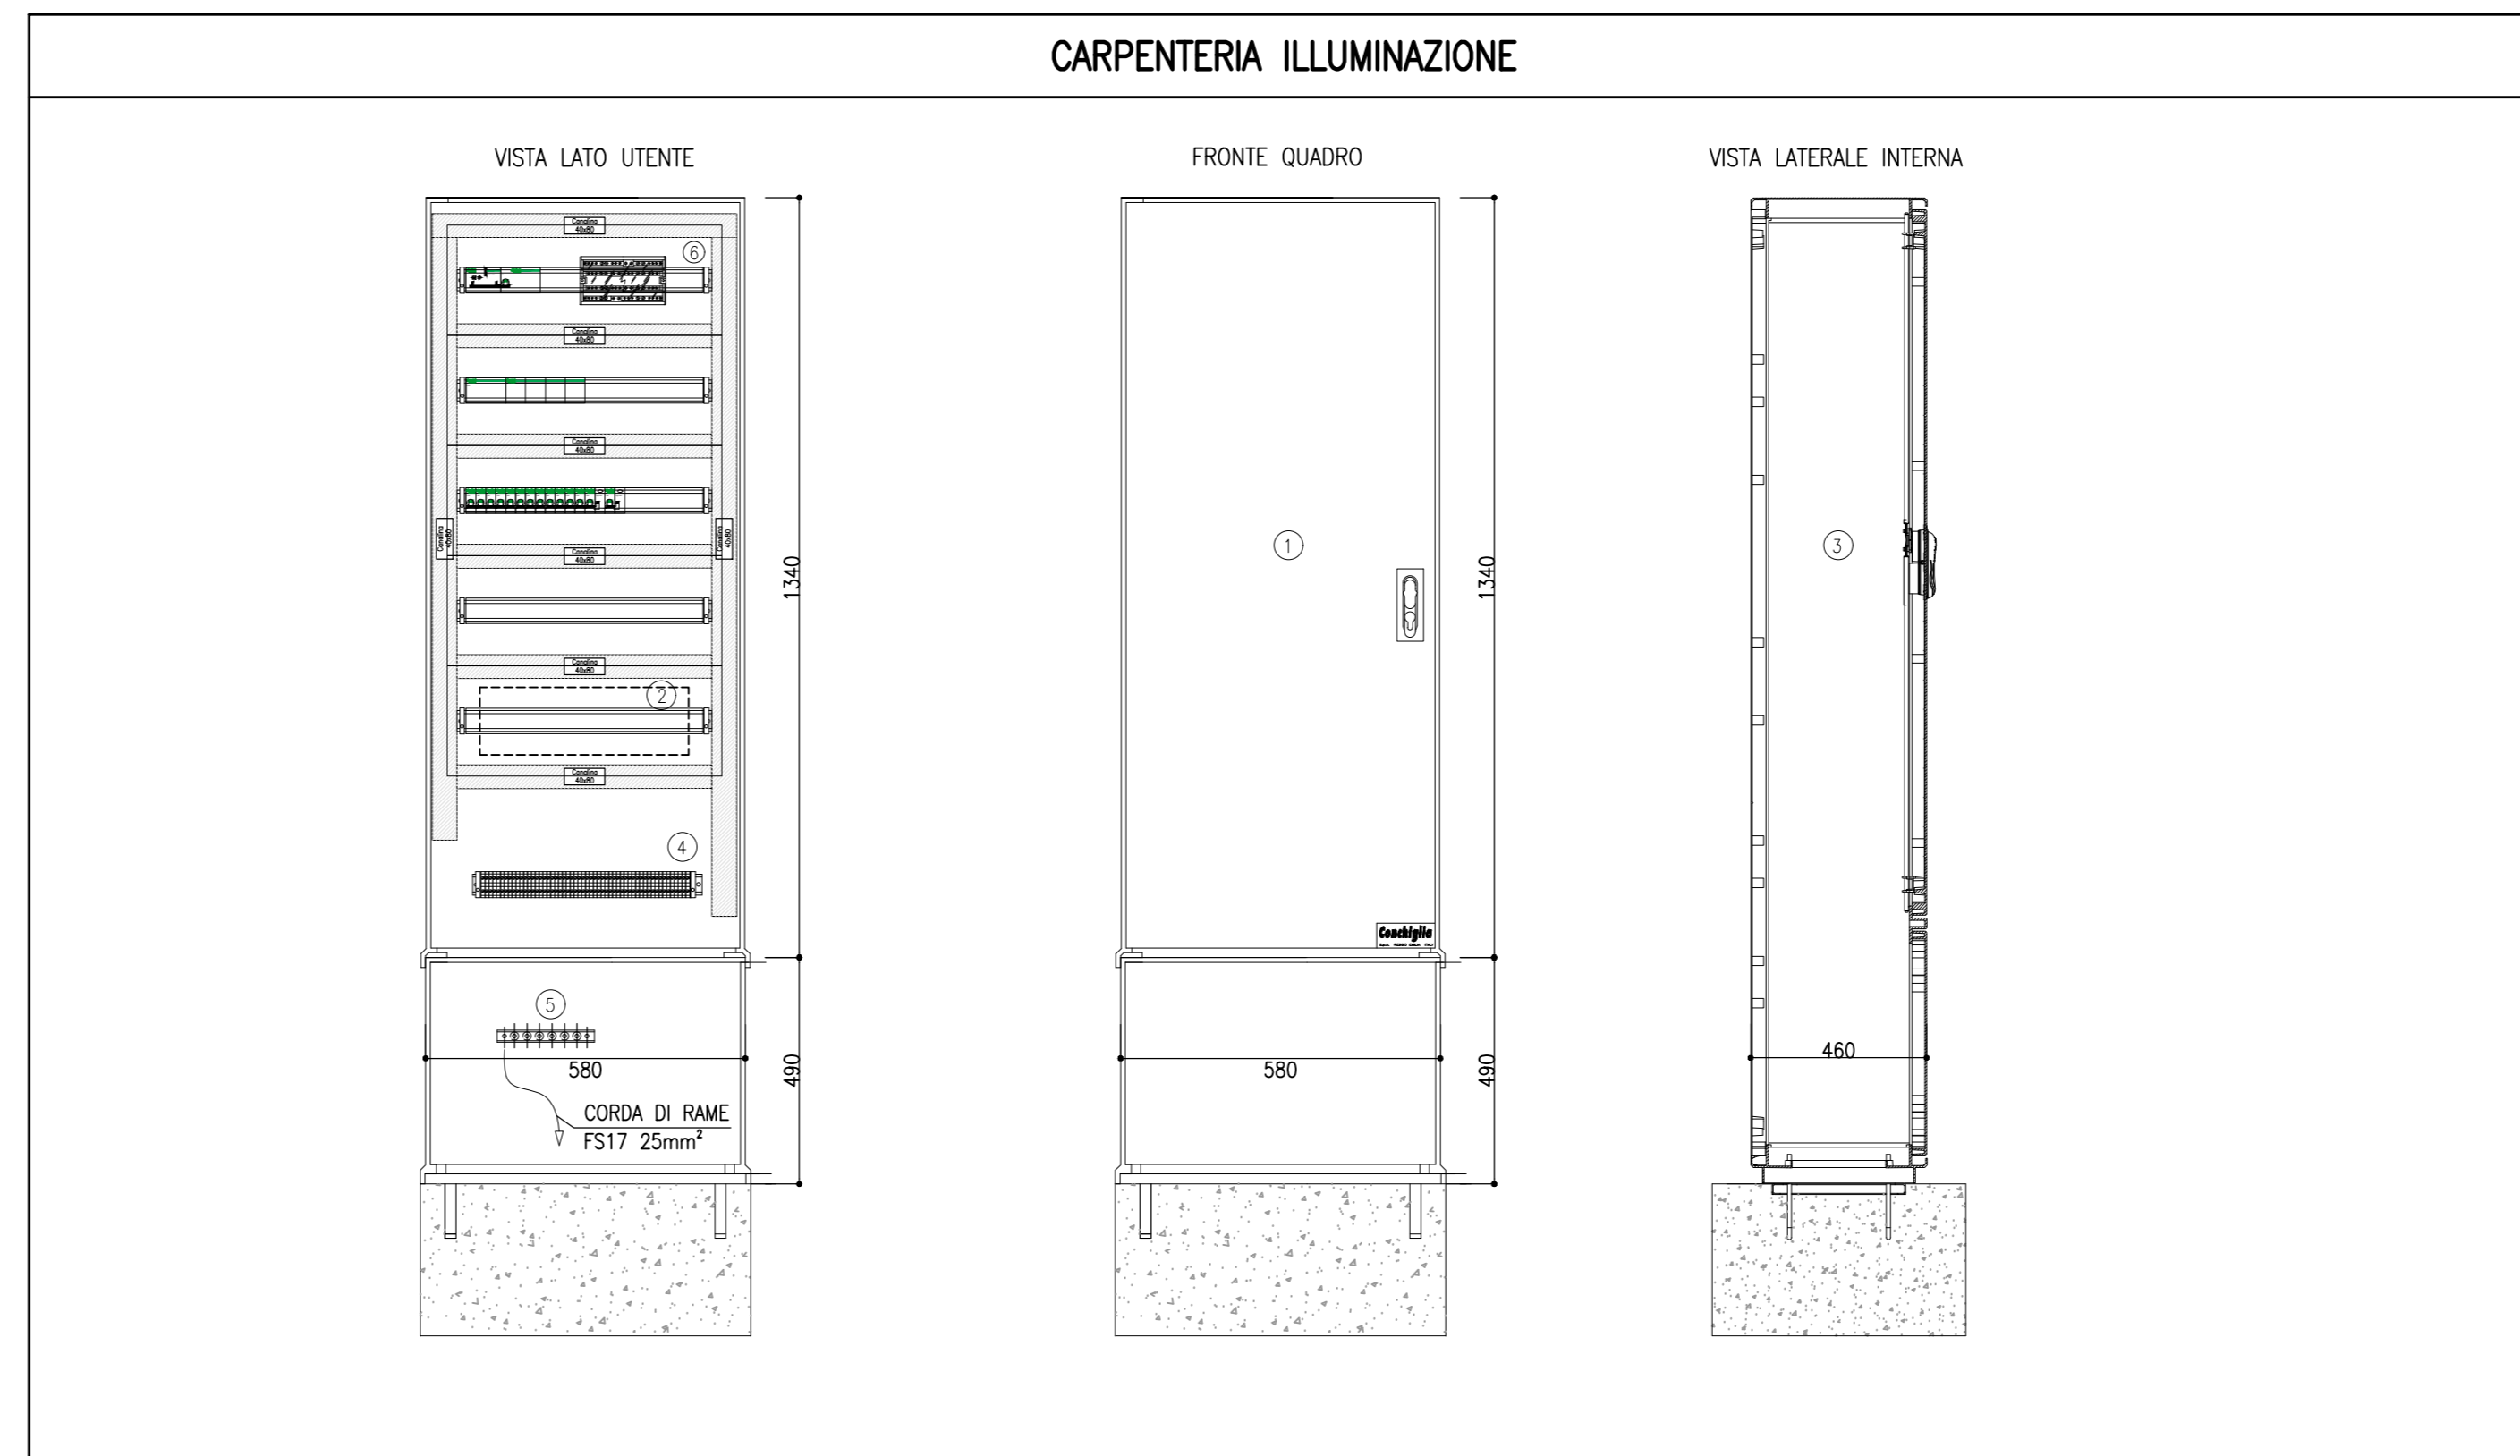 CARPENTERIA ILLUMINAZIONE
VISTA LATO UTENTE
FRONTE QUADRO
VISTA LATERALE INTERNA
Canalina
40x80
6
Canalina
40x80
Canalina
40x80
Canalina
40x80
Canalina
40x80
Canalina
40x80
1340
1340
1
3
Canalina
40x80
2
Canalina
40x80
4
Conchiglia
5
580
490
580
490
460
CORDA DI RAME
FS17 25mm²